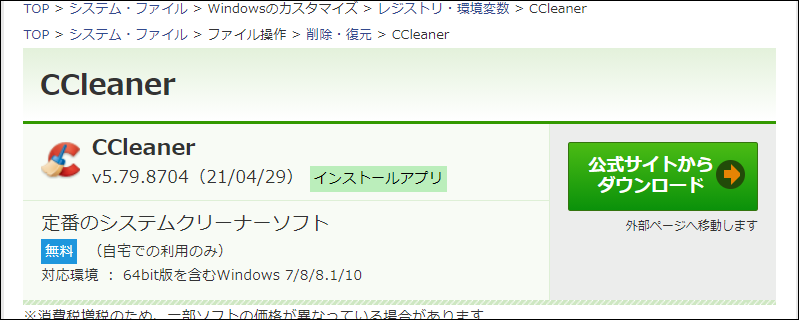 TOP > システム・ファイル > Windowsのカスタマイズ > レジストリ・環境変数 > CCleaner
TOP > システム・ファイル > ファイル操作 > 削除・復元 > CCleaner
CCleaner
CCleaner
v5.79.8704（21/04/29） インストールアプリ
公式サイトから
ダウンロード
外部ページへ移動します
定番のシステムクリーナーソフト
無料 （自宅での利用のみ）
対応環境 ： 64bit版を含むWindows 7/8/8.1/10
※消費税増税のため、一部ソフトの価格が異なっている場合があります